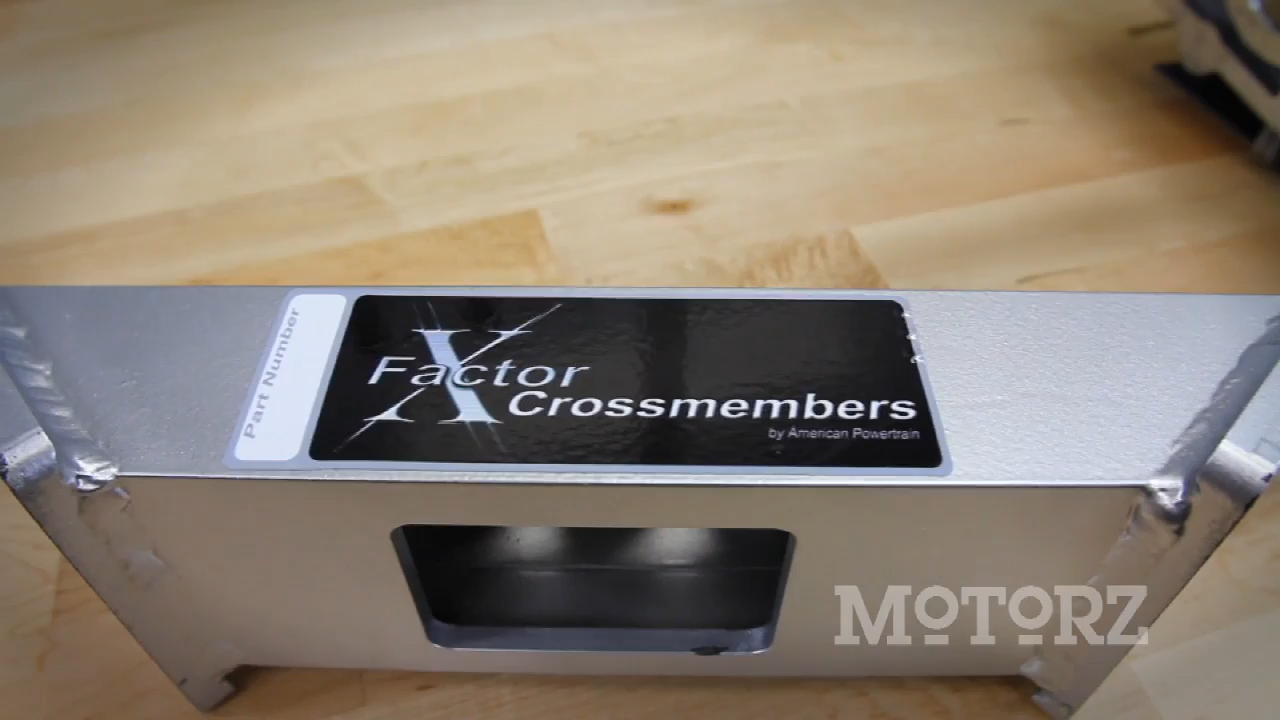 Part Number
X
Factor
Crossmembers
by American Powertrain
MOTORZ